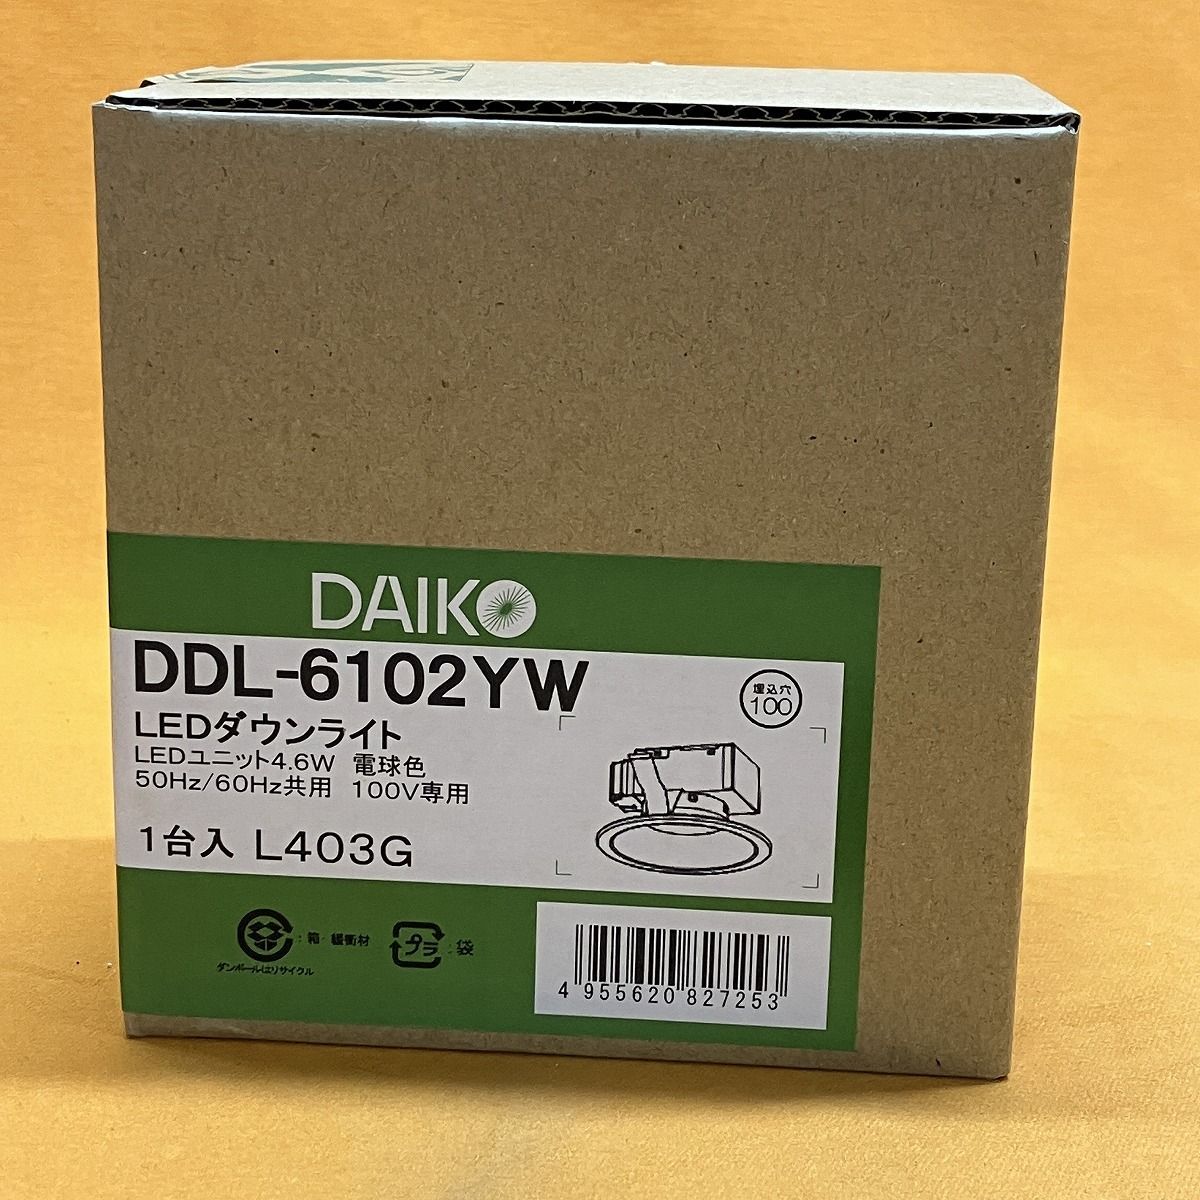 DAIKO
DDL-6102YW
埋込穴
100
LEDダウンライト
LEDユニット4.6W 電球色
50Hz/60Hz共用 100V専用
1台入 L403G
:箱・緩衝材
ダンボールはリサイクル
プラ
:袋
4 955620 827253